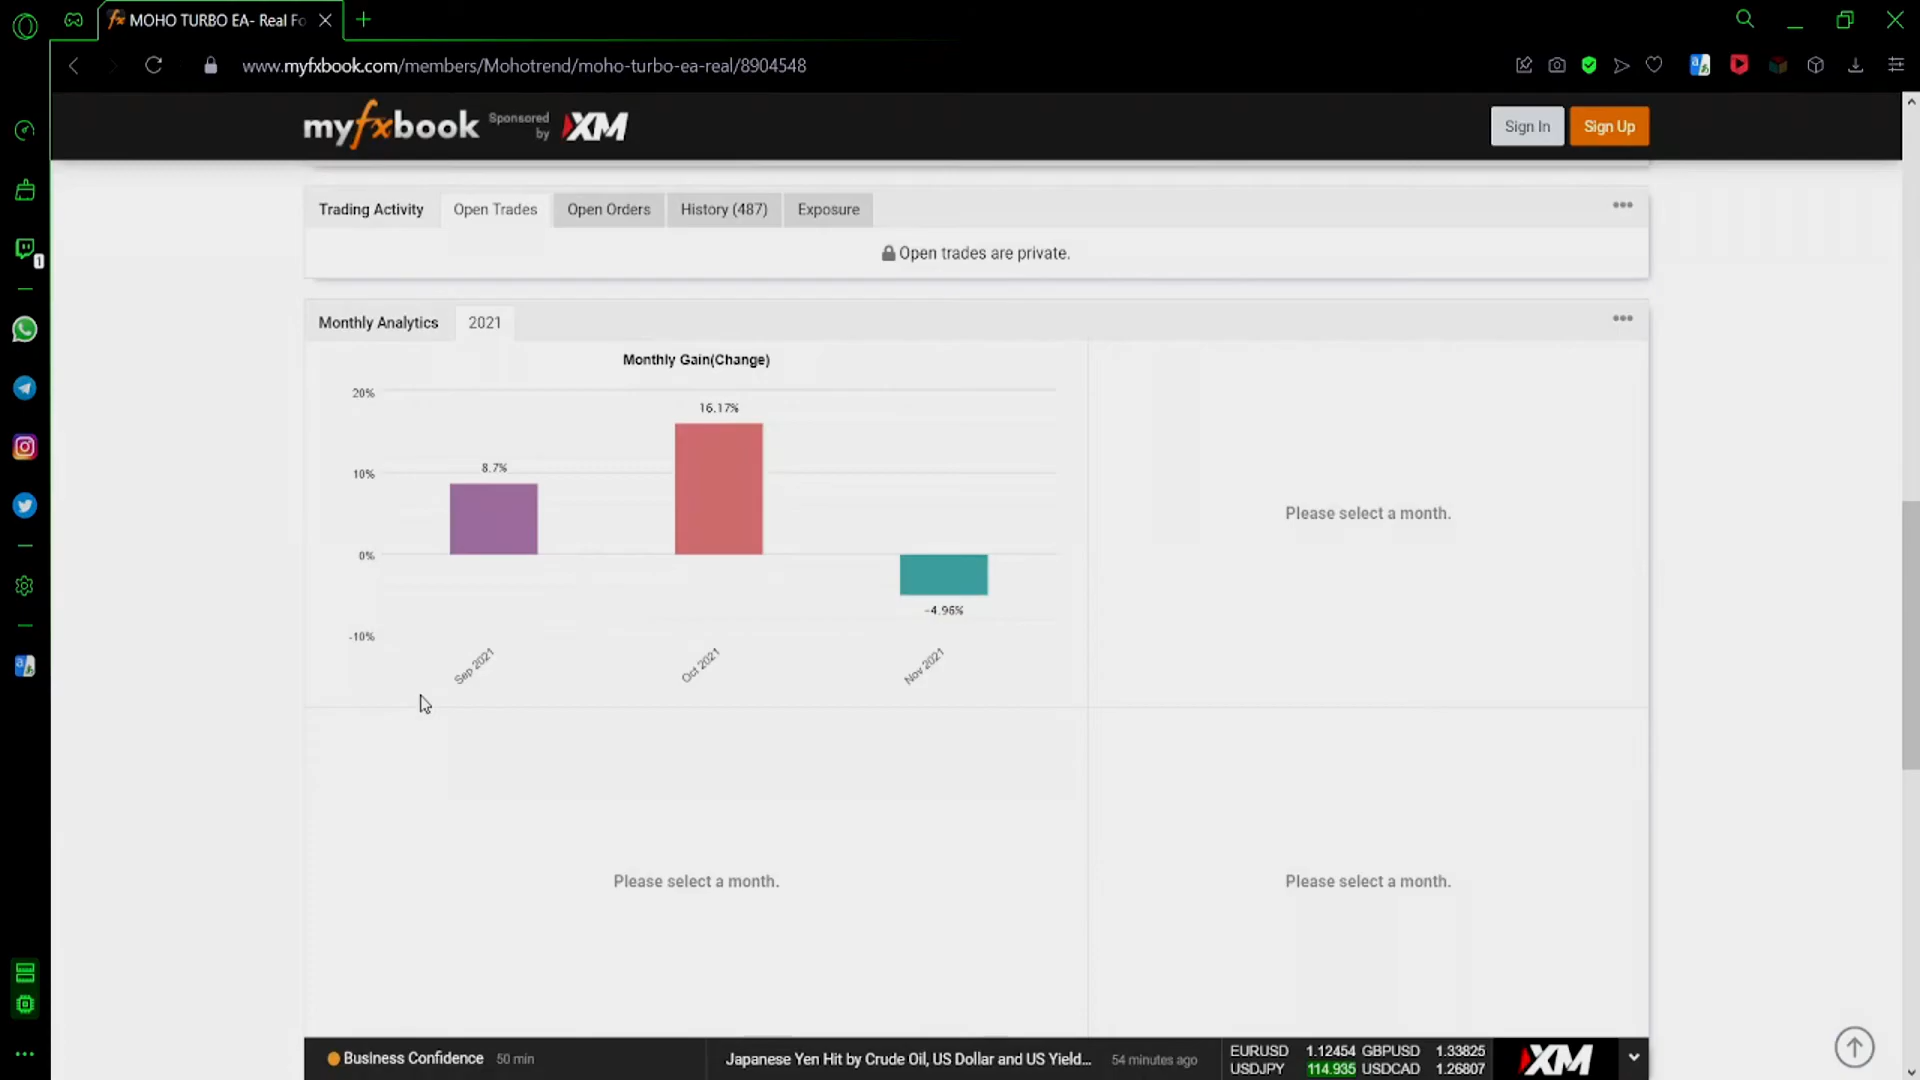 MOHO TURBO EA- Real Fo
www.myfxbook.com/members/Mohotrend/moho-turbo-ea-real/8904548
myfxbook Sponsored by XM
Sign In Sign Up
Trading Activity Open Trades Open Orders History (487) Exposure
Open trades are private.
Monthly Analytics 2021
Monthly Gain(Change)
20%
16.17%
10%
8.7%
0%
-4.96%
-10%
Sep 2021 Oct 2021 Nov 2021
Please select a month.
Please select a month.
Please select a month.
1
Business Confidence 50 min
Japanese Yen Hit by Crude Oil, US Dollar and US Yield... 54 minutes ago
EURUSD 1.12454 GBPUSD 1.33825
USDJPY 114.935 USDCAD 1.26807
XM